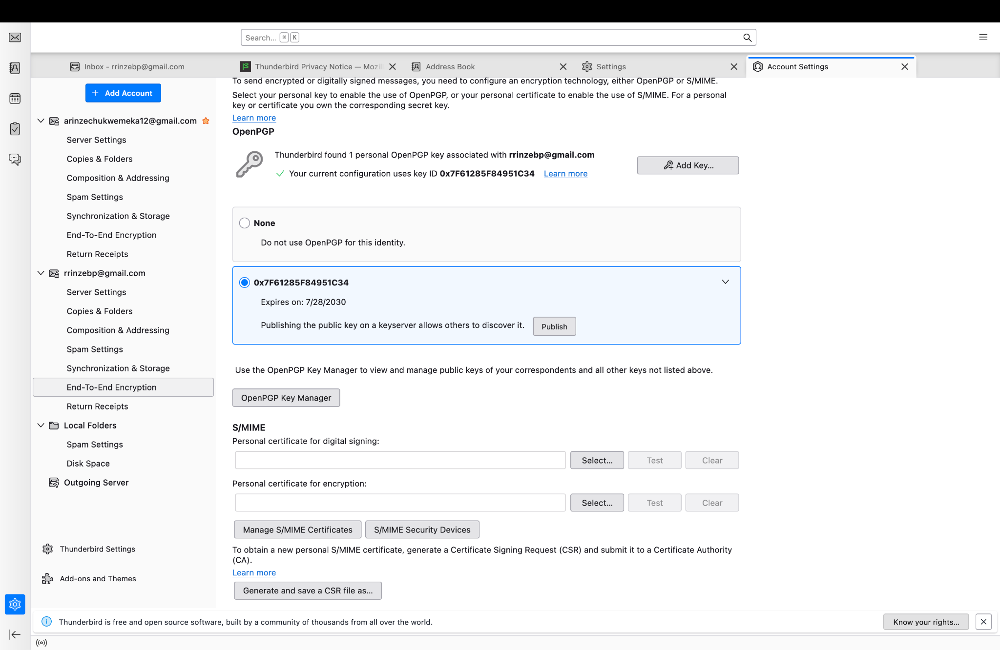 Search... ⌘ K
Inbox - rrinzebp@gmail.com
Thunderbird Privacy Notice — Mozil
Address Book
Settings
Account Settings
+ Add Account
arinzechukwemeka12@gmail.com
Server Settings
Copies & Folders
Composition & Addressing
Spam Settings
Synchronization & Storage
End-To-End Encryption
Return Receipts
rrinzebp@gmail.com
Server Settings
Copies & Folders
Composition & Addressing
Spam Settings
Synchronization & Storage
End-To-End Encryption
Return Receipts
Local Folders
Spam Settings
Disk Space
Outgoing Server
Thunderbird Settings
Add-ons and Themes
To send encrypted or digitally signed messages, you need to configure an encryption technology, either OpenPGP or S/MIME.
Select your personal key to enable the use of OpenPGP, or your personal certificate to enable the use of S/MIME. For a personal
key or certificate you own the corresponding secret key.
Learn more
OpenPGP
Thunderbird found 1 personal OpenPGP key associated with rrinzebp@gmail.com
Your current configuration uses key ID 0x7F61285F84951C34 Learn more
Add Key...
None
Do not use OpenPGP for this identity.
0x7F61285F84951C34
Expires on: 7/28/2030
Publishing the public key on a keyserver allows others to discover it. Publish
Use the OpenPGP Key Manager to view and manage public keys of your correspondents and all other keys not listed above.
OpenPGP Key Manager
S/MIME
Personal certificate for digital signing:
Select... Test Clear
Personal certificate for encryption:
Select... Test Clear
Manage S/MIME Certificates S/MIME Security Devices
To obtain a new personal S/MIME certificate, generate a Certificate Signing Request (CSR) and submit it to a Certificate Authority
(CA).
Learn more
Generate and save a CSR file as...
Thunderbird is free and open source software, built by a community of thousands from all over the world.
Know your rights...